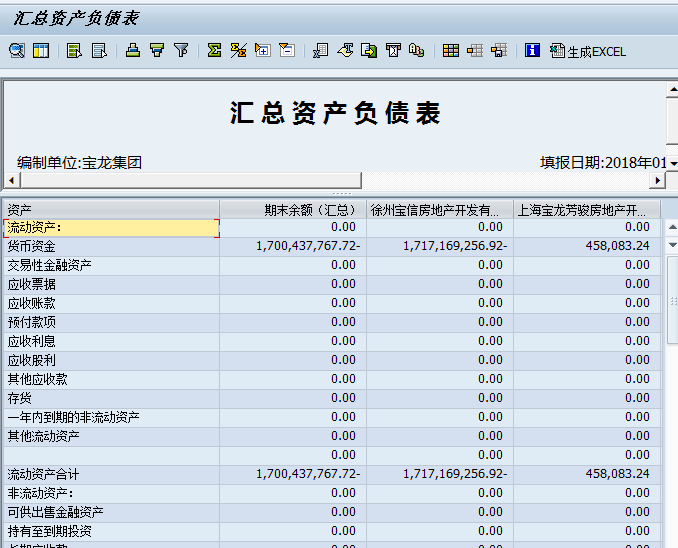 汇总资产负债表
生成EXCEL
汇总资产负债表
编制单位:宝龙集团 填报日期:2018年01
资产 期末余额（汇总） 徐州宝信房地产开发有... 上海宝龙芳骏房地产开...
流动资产: 0.00 0.00 0.00
货币资金 1,700,437,767.72- 1,717,169,256.92- 458,083.24
交易性金融资产 0.00 0.00 0.00
应收票据 0.00 0.00 0.00
应收账款 0.00 0.00 0.00
预付款项 0.00 0.00 0.00
应收利息 0.00 0.00 0.00
应收股利 0.00 0.00 0.00
其他应收款 0.00 0.00 0.00
存货 0.00 0.00 0.00
一年内到期的非流动资产 0.00 0.00 0.00
其他流动资产 0.00 0.00 0.00
0.00 0.00 0.00
流动资产合计 1,700,437,767.72- 1,717,169,256.92- 458,083.24
非流动资产: 0.00 0.00 0.00
可供出售金融资产 0.00 0.00 0.00
持有至到期投资 0.00 0.00 0.00